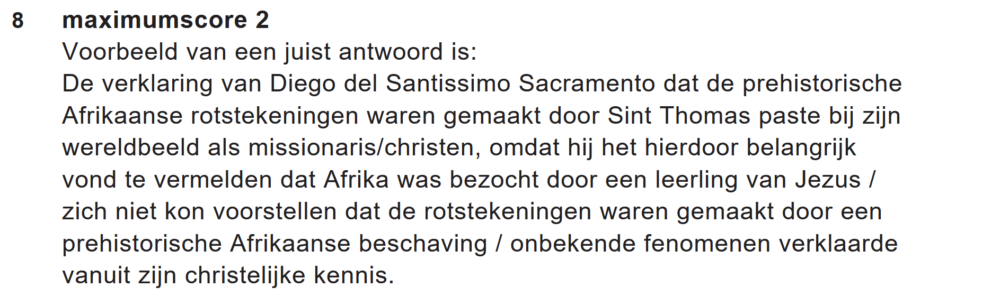 8 maximumscore 2
Voorbeeld van een juist antwoord is:
De verklaring van Diego del Santissimo Sacramento dat de prehistorische
Afrikaanse rotstekeningen waren gemaakt door Sint Thomas paste bij zijn
wereldbeeld als missionaris/christen, omdat hij het hierdoor belangrijk
vond te vermelden dat Afrika was bezocht door een leerling van Jezus /
zich niet kon voorstellen dat de rotstekeningen waren gemaakt door een
prehistorische Afrikaanse beschaving / onbekende fenomenen verklaarde
vanuit zijn christelijke kennis.